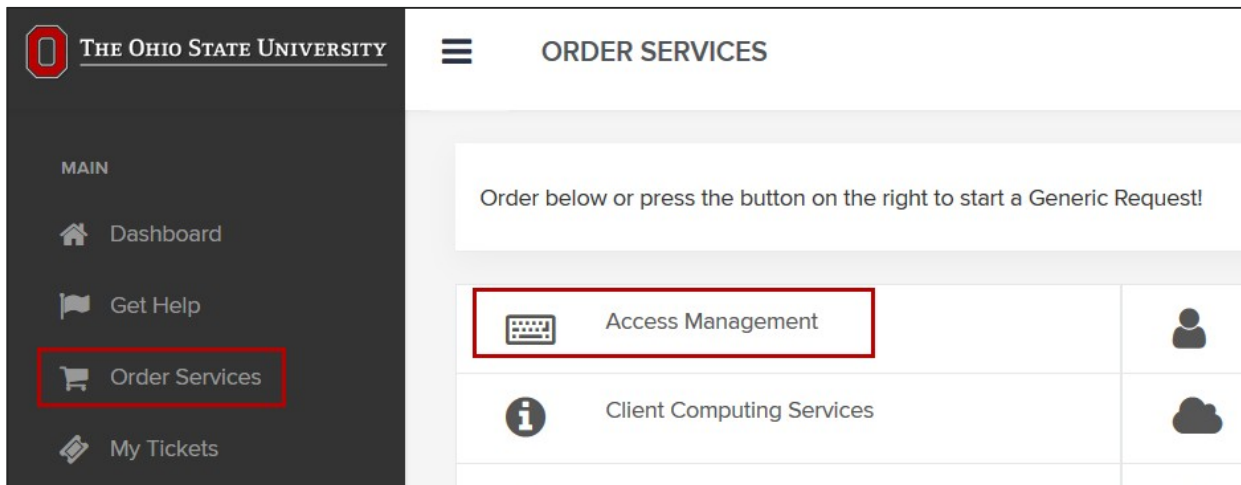 THE OHIO STATE UNIVERSITY
ORDER SERVICES
MAIN
Dashboard
Get Help
Order Services
My Tickets
Order below or press the button on the right to start a Generic Request!
Access Management
Client Computing Services